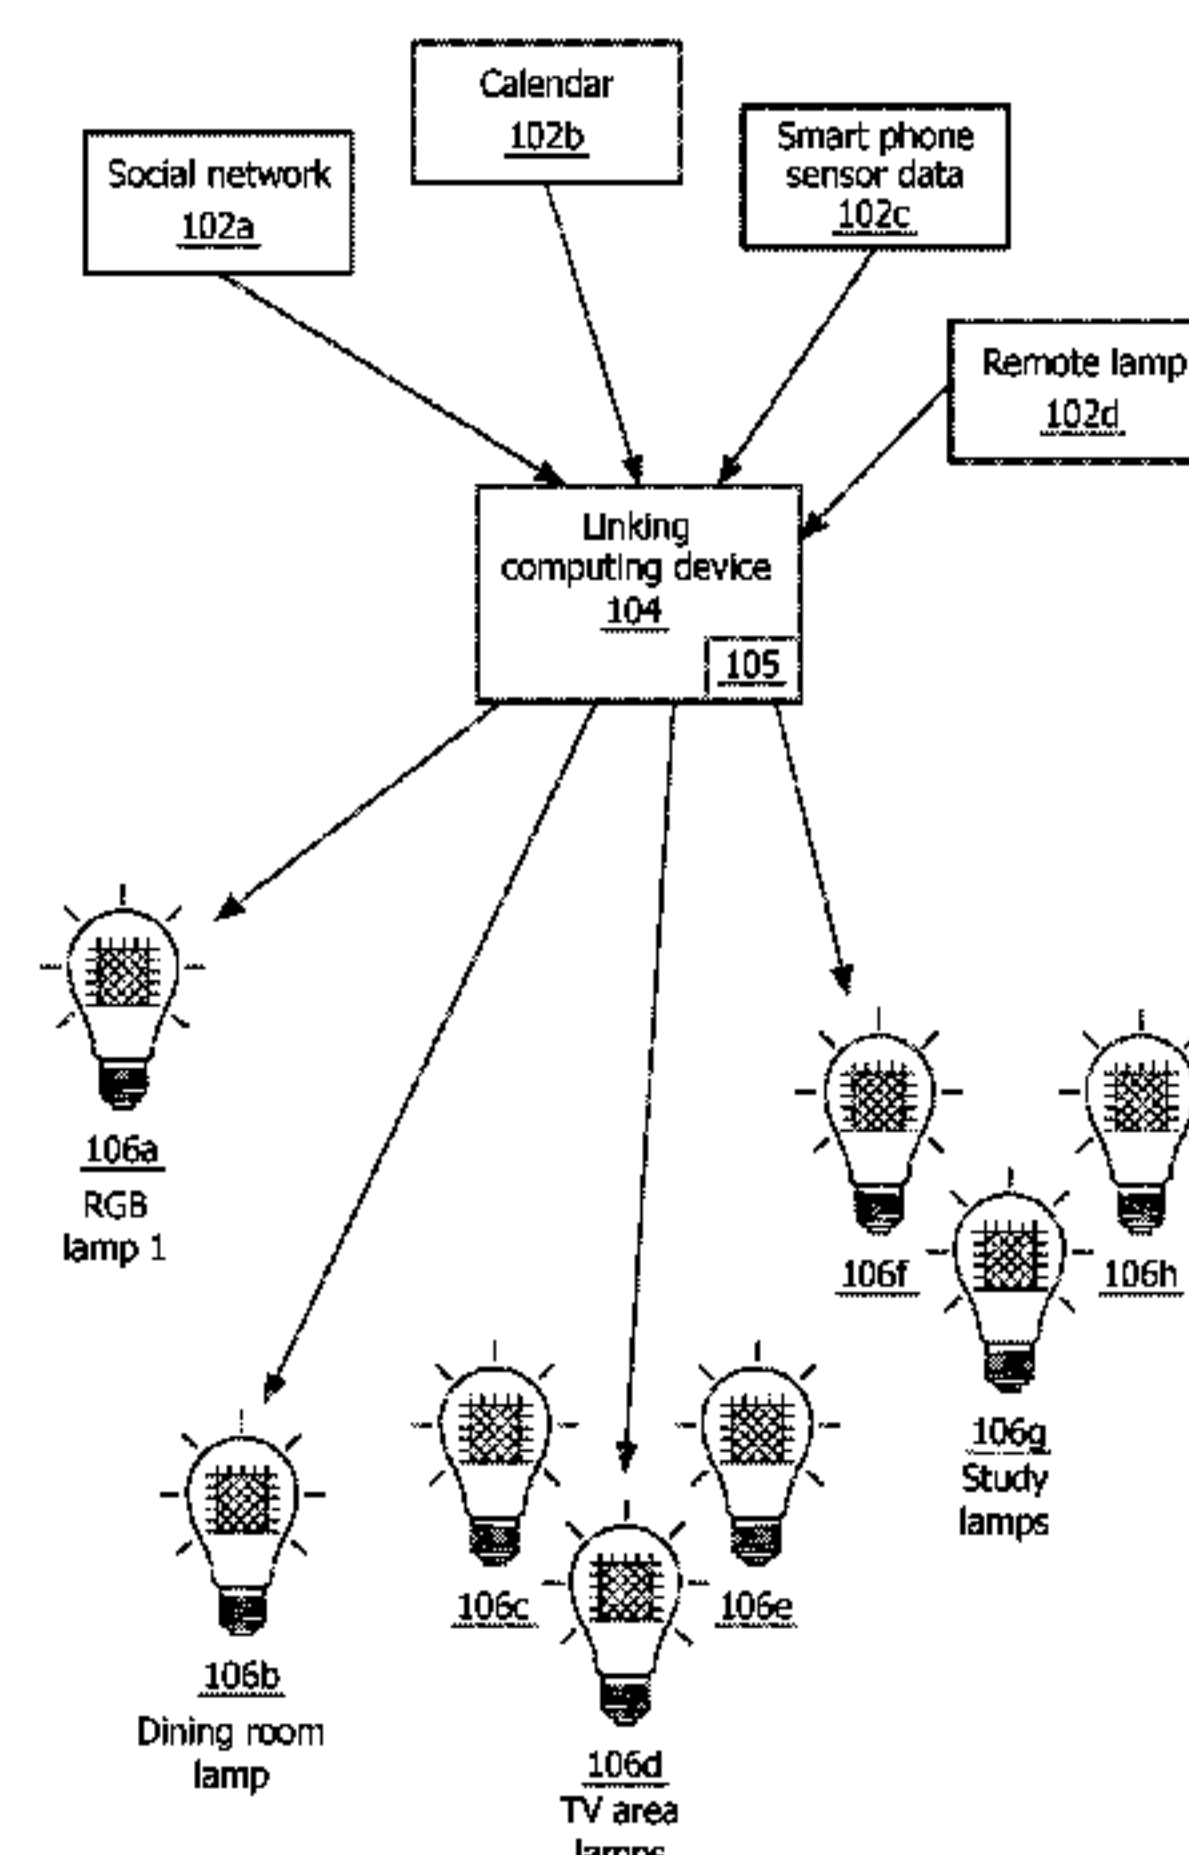 Calendar
102b
Social network
102a
Smart phone
sensor data
102c
Remote lamp
102d
Linking
computing device
104
105
106a
RGB
lamp 1
106f
106h
106g
Study
lamps
106c
106e
106b
Dining room
lamp
106d
TV area
lamps